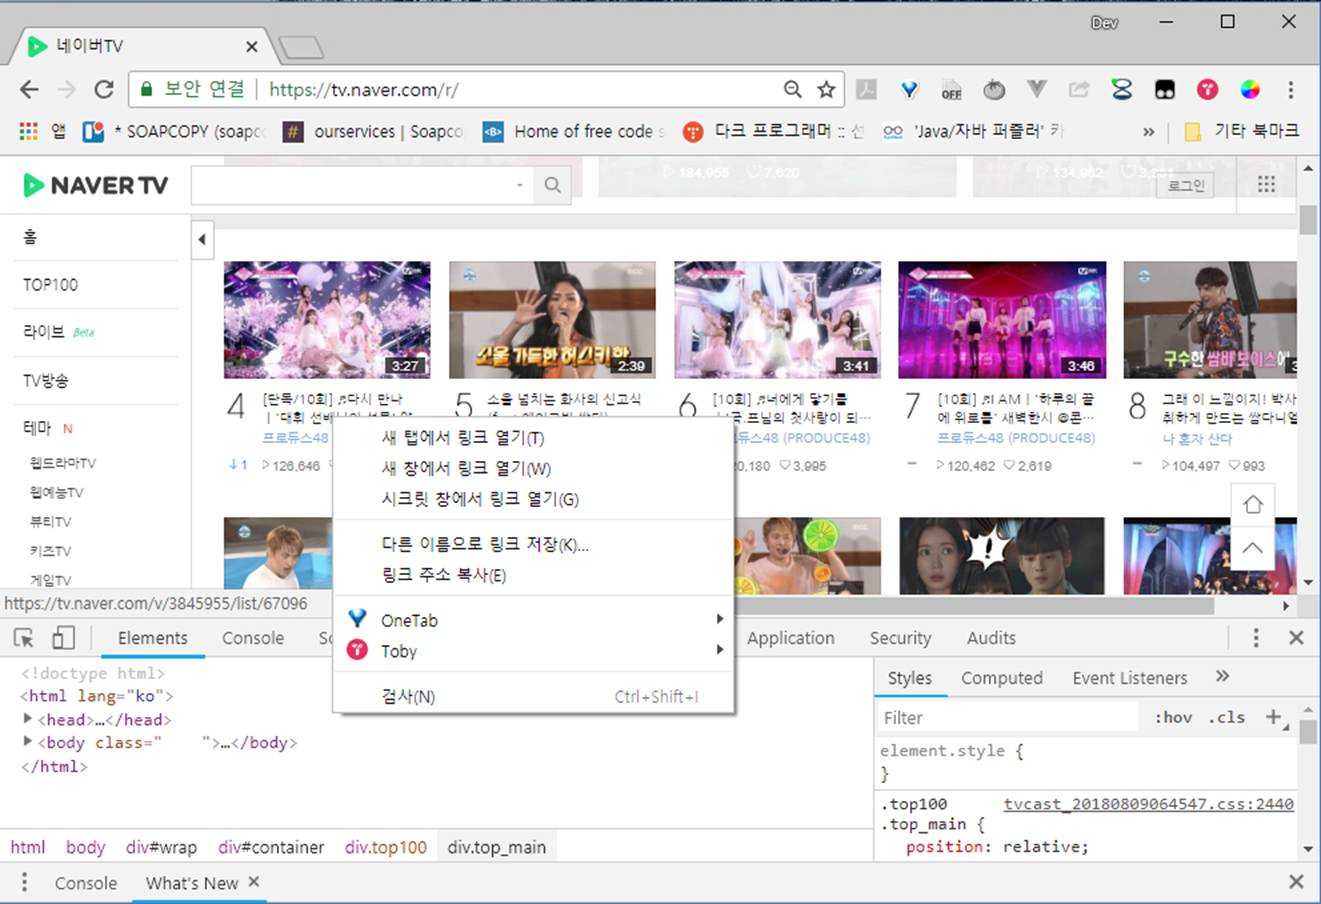 Dev
네이버TV
보안 연결
https://tv.naver.com/r/
OFF
앱
* SOAPCOPY (soapc
ourservices | Soapco
Home of free code s
다크 프로그래머 :: 선
'Java/자바 퍼즐러' 카
»
기타 북마크
NAVER TV
184,955 7,620
134,962 3,251
로그인
홈
TOP100
라이브 Beta
TV방송
테마 N
웹드라마TV
웹예능TV
뷰티TV
키즈TV
게임TV
3:27
소울 가득한 허스키함
2:39
3:41
3:46
구수한 쌈바 보이스에
4
[단독/10회] ♬다시 만나
프로듀스48
↓1 126,646
5
소울 넘치는 화사의 신고식
6
[10회] ♬너에게 닿기를
프.님의 첫사랑이 되…
듀스48 (PRODUCE48)
0,180 3,995
7
[10회] ♬I AM | '하루의 끝
에 위로를' 새벽한시 @콘…
프로듀스48 (PRODUCE48)
120,462 2,619
8
그래 이 느낌이지! 박사
취하게 만드는 쌈다니엘
나 혼자 산다
104,497 993
새 탭에서 링크 열기(T)
새 창에서 링크 열기(W)
시크릿 창에서 링크 열기(G)
다른 이름으로 링크 저장(K)...
링크 주소 복사(E)
OneTab
Toby
검사(N) Ctrl+Shift+I
https://tv.naver.com/v/3845955/list/67096
Elements Console So Application Security Audits
<!doctype html>
<html lang="ko">
<head>…</head>
<body class=" ">…</body>
</html>
Styles Computed Event Listeners »
Filter :hov .cls +
element.style {
}
.top100 tvcast_20180809064547.css:2440
.top_main {
position: relative;
html body div#wrap div#container div.top100 div.top_main
Console What's New